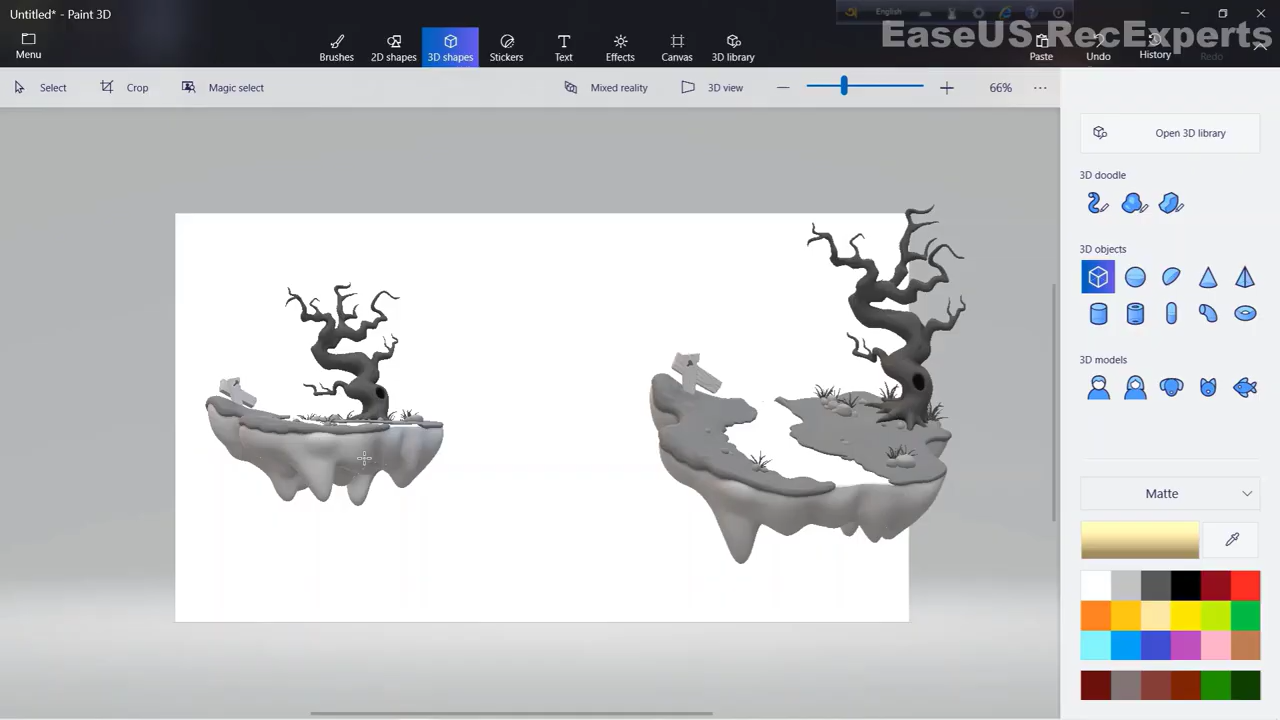 Untitled* - Paint 3D
English
EaseUS RecExperts
Menu
Brushes
2D shapes
3D shapes
Stickers
Text
Effects
Canvas
3D library
Paste
Undo
History
Redo
Select
Crop
Magic select
Mixed reality
3D view
66%
Open 3D library
3D doodle
3D objects
3D models
Matte